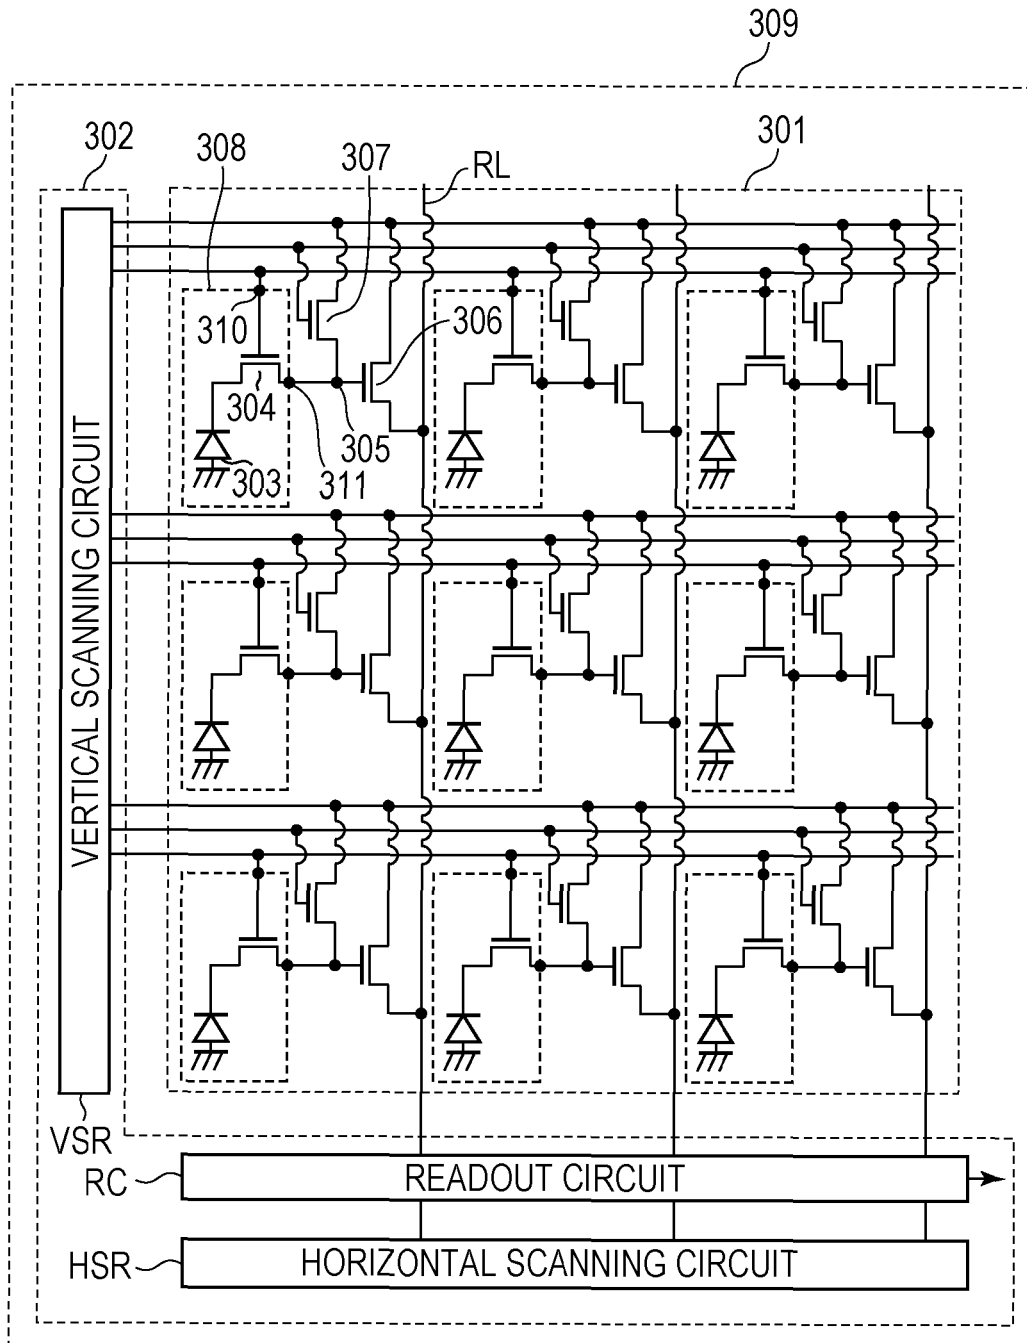 309
302
308
307
RL
301
310
306
304
305
303
311
VERTICAL SCANNING CIRCUIT
VSR
RC
READOUT CIRCUIT
HSR
HORIZONTAL SCANNING CIRCUIT